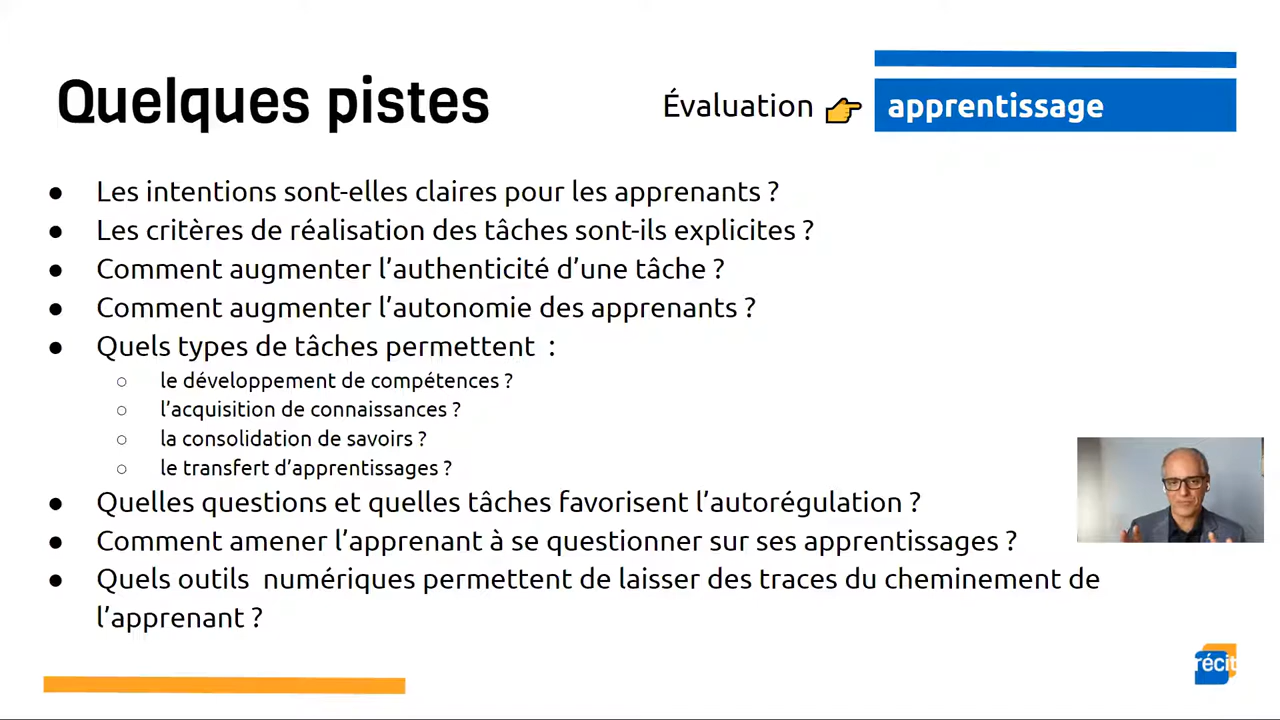 Quelques pistes
Évaluation 👉 apprentissage
● Les intentions sont-elles claires pour les apprenants ?
● Les critères de réalisation des tâches sont-ils explicites ?
● Comment augmenter l’authenticité d’une tâche ?
● Comment augmenter l’autonomie des apprenants ?
● Quels types de tâches permettent :
○ le développement de compétences ?
○ l’acquisition de connaissances ?
○ la consolidation de savoirs ?
○ le transfert d’apprentissages ?
● Quelles questions et quelles tâches favorisent l’autorégulation ?
● Comment amener l’apprenant à se questionner sur ses apprentissages ?
● Quels outils numériques permettent de laisser des traces du cheminement de
l’apprenant ?
récit